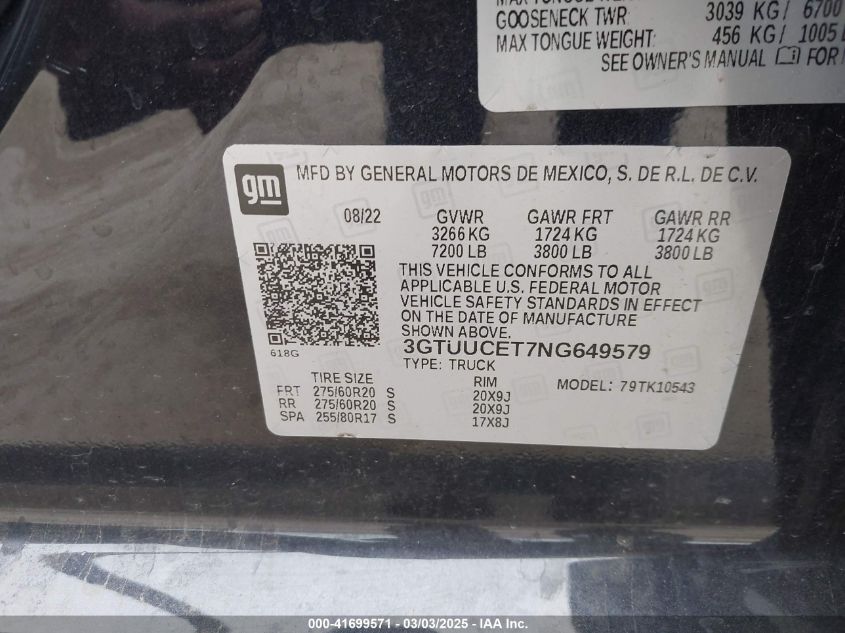 GOOSENECK TWR: 3039 KG / 6700
MAX TONGUE WEIGHT: 456 KG / 1005
SEE OWNER'S MANUAL FOR
gm
MFD BY GENERAL MOTORS DE MEXICO, S. DE R.L. DE C.V.
08/22 GVWR GAWR FRT GAWR RR
3266 KG 1724 KG 1724 KG
7200 LB 3800 LB 3800 LB
THIS VEHICLE CONFORMS TO ALL
APPLICABLE U.S. FEDERAL MOTOR
VEHICLE SAFETY STANDARDS IN EFFECT
ON THE DATE OF MANUFACTURE
SHOWN ABOVE.
618G
3GTUUCET7NG649579
TYPE: TRUCK
TIRE SIZE RIM MODEL: 79TK10543
FRT 275/60R20 S 20X9J
RR 275/60R20 S 20X9J
SPA 255/80R17 S 17X8J
000-41699571 - 03/03/2025 - IAAI.COM